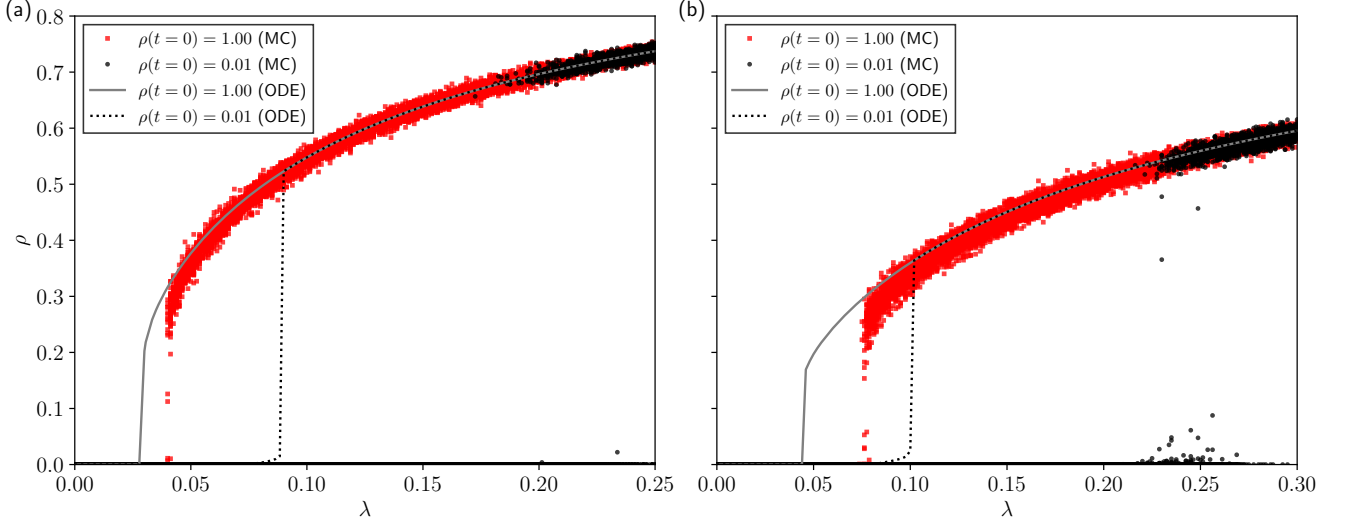 (a)
0.8
0.7
0.6
0.5
0.4
0.3
0.2
0.1
0.0
ρ
ρ(t = 0) = 1.00 (MC)
ρ(t = 0) = 0.01 (MC)
ρ(t = 0) = 1.00 (ODE)
ρ(t = 0) = 0.01 (ODE)
0.00 0.05 0.10 0.15 0.20 0.25
λ
(b)
ρ(t = 0) = 1.00 (MC)
ρ(t = 0) = 0.01 (MC)
ρ(t = 0) = 1.00 (ODE)
ρ(t = 0) = 0.01 (ODE)
0.00 0.05 0.10 0.15 0.20 0.25 0.30
λ